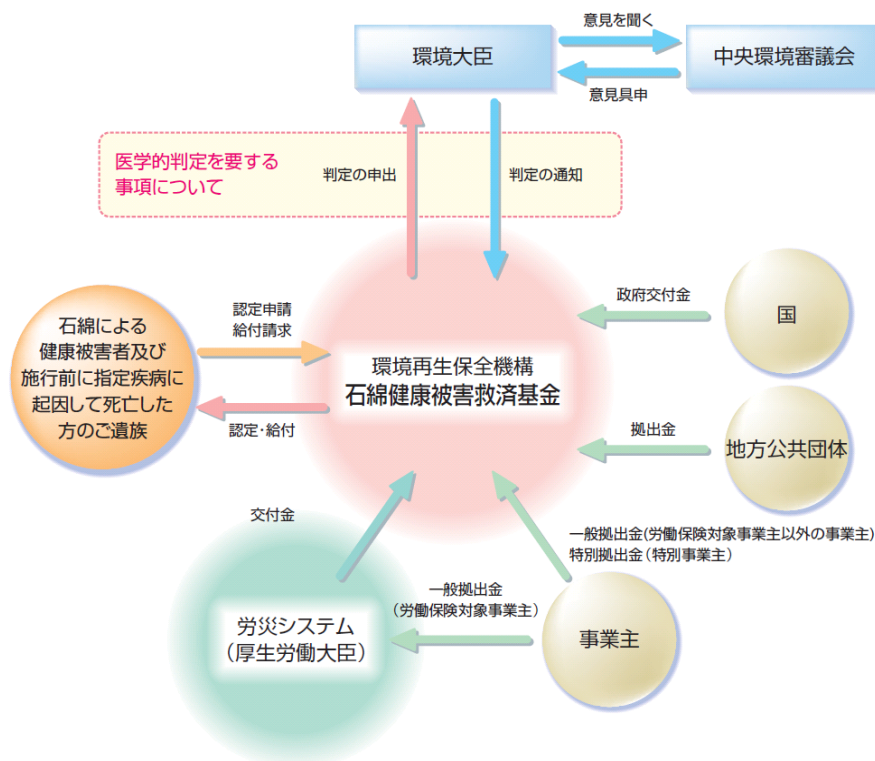 意見を聞く
環境大臣
中央環境審議会
意見具申
医学的判定を要する
事項について
判定の申出
判定の通知
石綿による
健康被害者及び
施行前に指定疾病に
起因して死亡した
方のご遺族
認定申請
給付請求
認定・給付
環境再生保全機構
石綿健康被害救済基金
政府交付金
国
拠出金
地方公共団体
交付金
一般拠出金(労働保険対象事業主以外の事業主)
特別拠出金(特別事業主)
一般拠出金
(労働保険対象事業主)
労災システム
(厚生労働大臣)
事業主